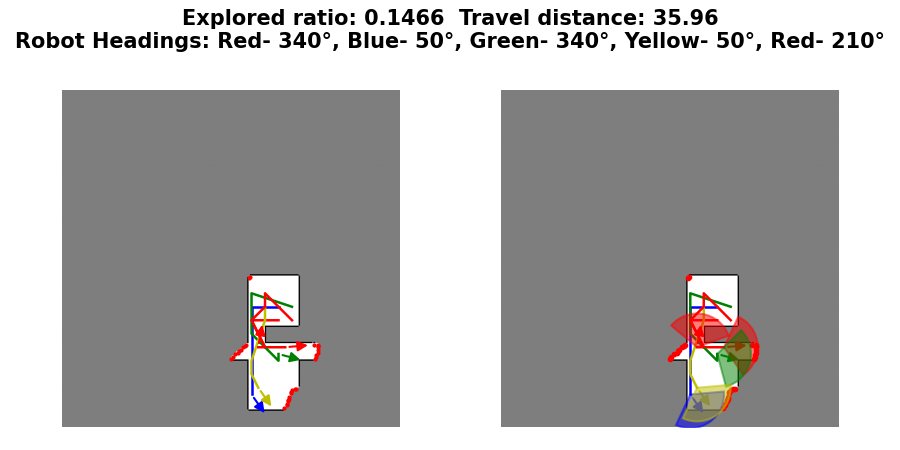 Explored ratio: 0.1466  Travel distance: 35.96
Robot Headings: Red- 340°, Blue- 50°, Green- 340°, Yellow- 50°, Red- 210°